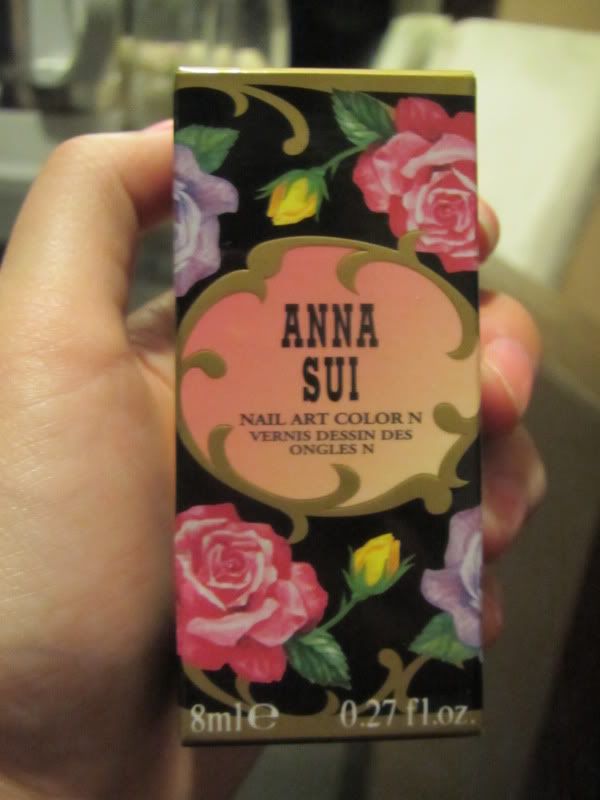 ANNA
SUI
NAIL ART COLOR N
VERNIS DESSIN DES
ONGLES N
8ml℮ 0.27 fl.oz.